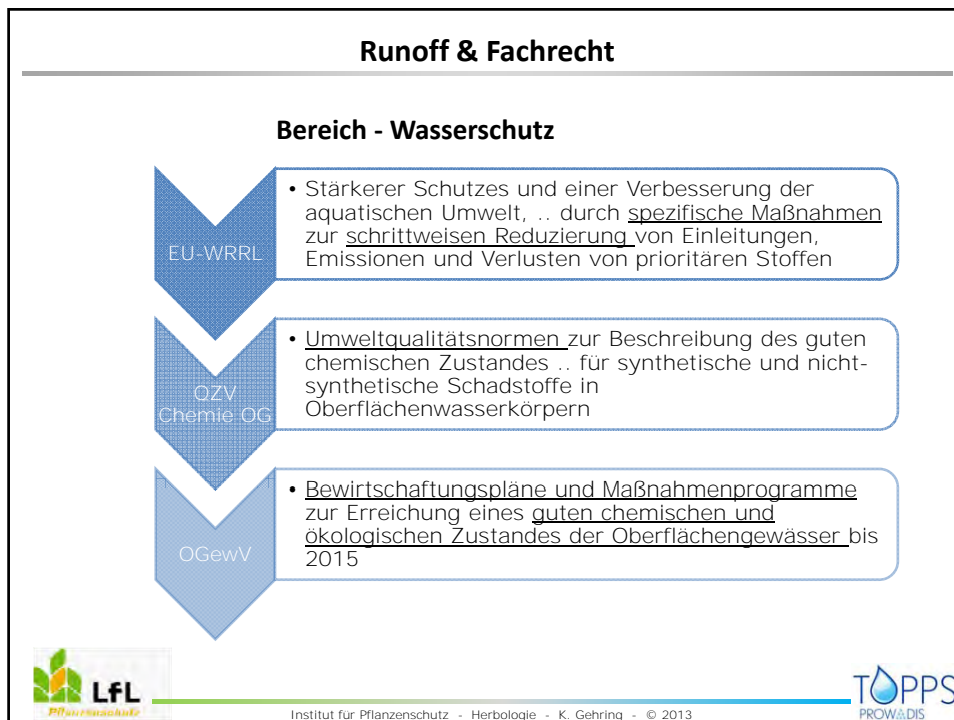 Runoff & Fachrecht
Bereich - Wasserschutz
EU-WRRL
• Stärkerer Schutzes und einer Verbesserung der
aquatischen Umwelt, .. durch spezifische Maßnahmen
zur schrittweisen Reduzierung von Einleitungen,
Emissionen und Verlusten von prioritären Stoffen
QZV
Chemie OG
• Umweltqualitätsnormen zur Beschreibung des guten
chemischen Zustandes .. für synthetische und nicht-
synthetische Schadstoffe in
Oberflächenwasserkörpern
OGewV
• Bewirtschaftungspläne und Maßnahmenprogramme
zur Erreichung eines guten chemischen und
ökologischen Zustandes der Oberflächengewässer bis
2015
LfL
Pflanzenschutz
Institut für Pflanzenschutz - Herbologie - K. Gehring - © 2013
TOPPS
PROWADIS